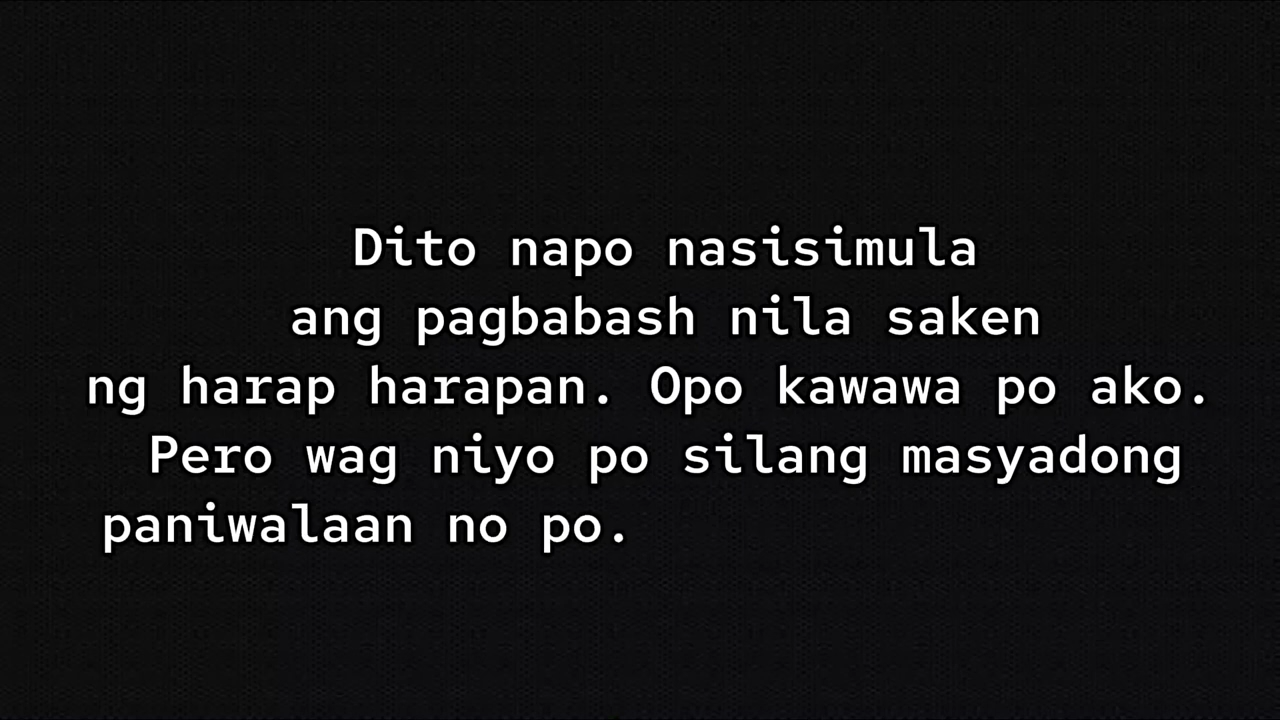 Dito napo nasisimula
ang pagbabash nila saken
ng harap harapan. Opo kawawa po ako.
Pero wag niyo po silang masyadong
paniwalaan no po.